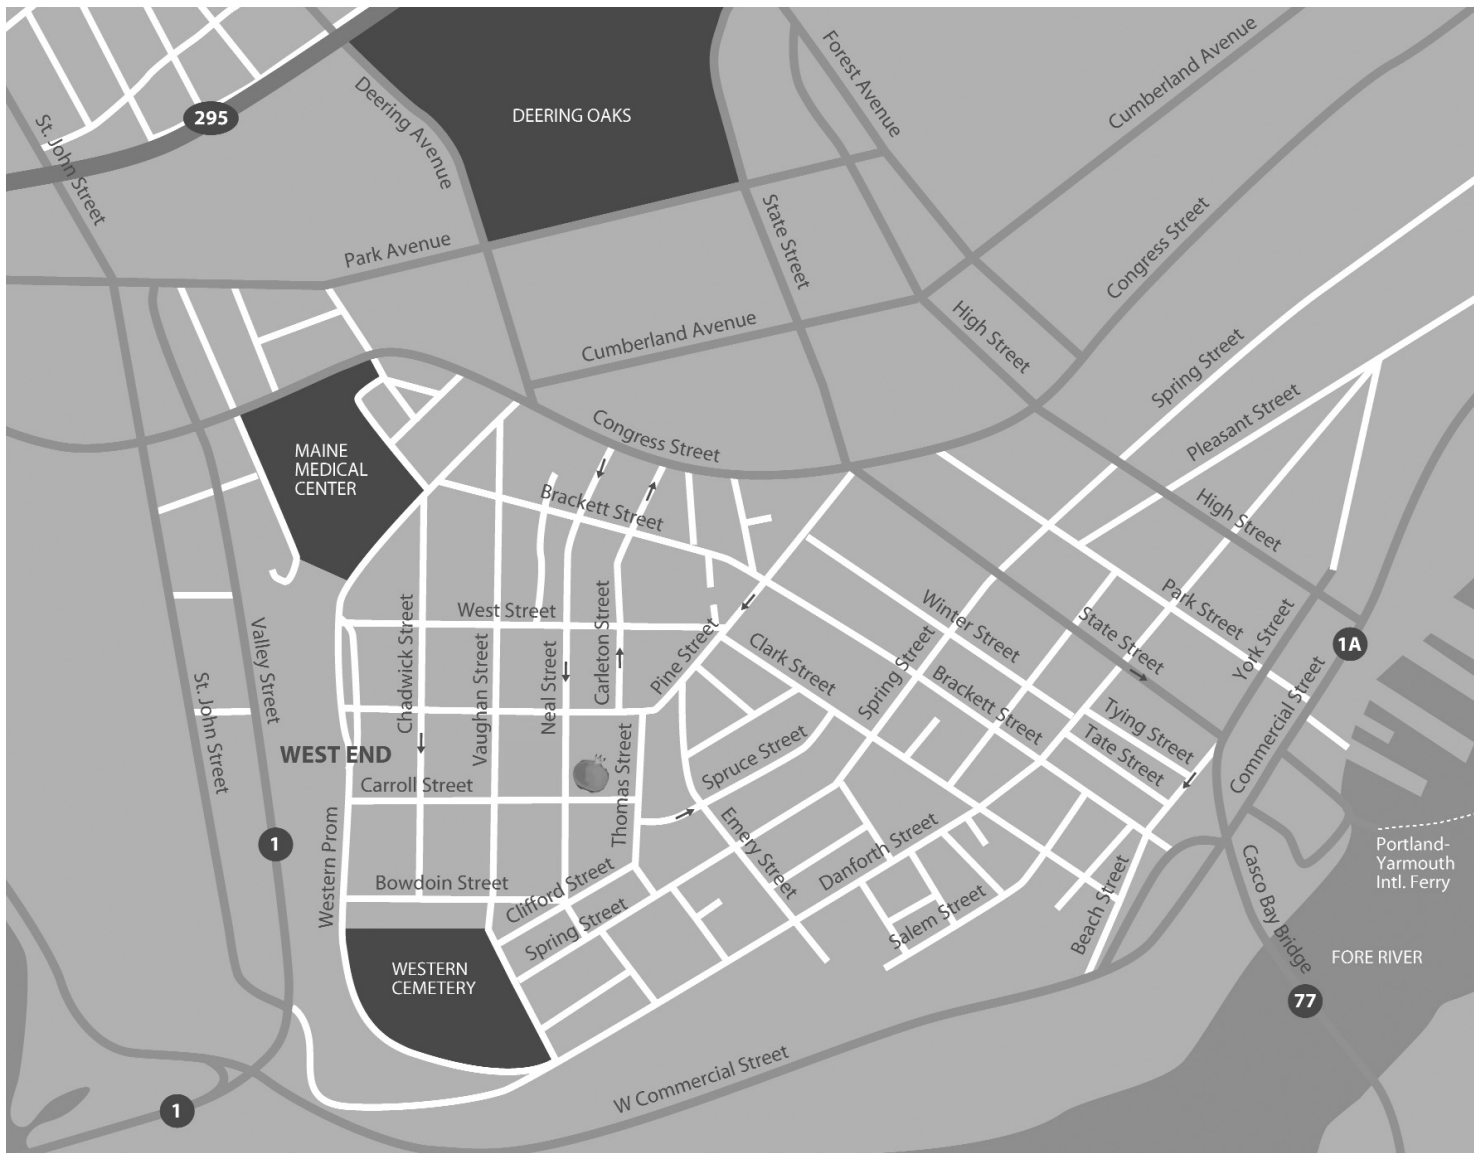 Forest Avenue
Cumberland Avenue
Deering Avenue
295
DEERING OAKS
St. John Street
State Street
Congress Street
Park Avenue
High Street
Cumberland Avenue
Spring Street
Pleasant Street
Congress Street
MAINE
MEDICAL
CENTER
Brackett Street
High Street
West Street
Chadwick Street
Carleton Street
Winter Street
Park Street
State Street
York Street
1A
Valley Street
Vaughan Street
Neal Street
Pine Street
Clark Street
Spring Street
Brackett Street
St. John Street
Commercial Street
Tying Street
Tate Street
WEST END
Spruce Street
Carroll Street
Thomas Street
1
Western Prom
Emery Street
Danforth Street
Portland-
Yarmouth
Intl. Ferry
Bowdoin Street
Clifford Street
Spring Street
Salem Street
Beach Street
Casco Bay Bridge
FORE RIVER
WESTERN
CEMETERY
77
W Commercial Street
1